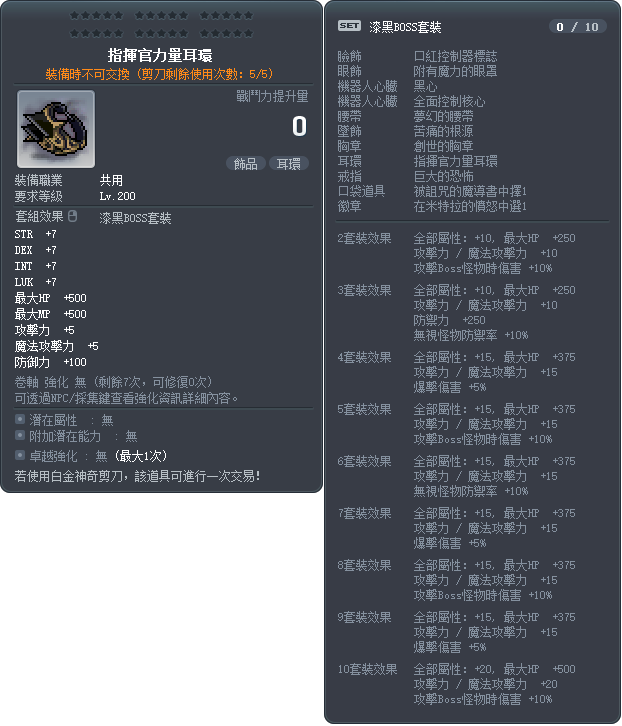 指揮官力量耳環
裝備時不可交換 (剪刀剩餘使用次數: 5/5)
戰鬥力提升量
0
飾品 耳環
裝備職業 共用
要求等級 Lv.200
套組效果 漆黑BOSS套裝
STR +7
DEX +7
INT +7
LUK +7
最大HP +500
最大MP +500
攻擊力 +5
魔法攻擊力 +5
防御力 +100
卷軸 強化 無 (剩餘7次, 可修復0次)
可透過NPC/採集鍵查看強化資訊詳細內容。
潛在屬性 : 無
附加潛在能力 : 無
卓越強化 : 無 (最大1次)
若使用白金神奇剪刀, 該道具可進行一次交易!
SET 漆黑BOSS套裝 0 / 10
臉飾 口紅控制器標誌
眼飾 附有魔力的眼罩
機器人心臟 黑心
機器人心臟 全面控制核心
腰帶 夢幻的腰帶
墜飾 苦痛的根源
胸章 創世的胸章
耳環 指揮官力量耳環
戒指 巨大的恐怖
口袋道具 被詛咒的魔導書中擇1
徽章 在米特拉的憤怒中選1
2套裝效果 全部屬性: +10, 最大HP +250
攻擊力 / 魔法攻擊力 +10
攻擊Boss怪物時傷害 +10%
3套裝效果 全部屬性: +10, 最大HP +250
攻擊力 / 魔法攻擊力 +10
防禦力 +250
無視怪物防禦率 +10%
4套裝效果 全部屬性: +15, 最大HP +375
攻擊力 / 魔法攻擊力 +15
爆擊傷害 +5%
5套裝效果 全部屬性: +15, 最大HP +375
攻擊力 / 魔法攻擊力 +15
攻擊Boss怪物時傷害 +10%
6套裝效果 全部屬性: +15, 最大HP +375
攻擊力 / 魔法攻擊力 +15
無視怪物防禦率 +10%
7套裝效果 全部屬性: +15, 最大HP +375
攻擊力 / 魔法攻擊力 +15
爆擊傷害 +5%
8套裝效果 全部屬性: +15, 最大HP +375
攻擊力 / 魔法攻擊力 +15
攻擊Boss怪物時傷害 +10%
9套裝效果 全部屬性: +15, 最大HP +375
攻擊力 / 魔法攻擊力 +15
爆擊傷害 +5%
10套裝效果 全部屬性: +20, 最大HP +500
攻擊力 / 魔法攻擊力 +20
攻擊Boss怪物時傷害 +10%